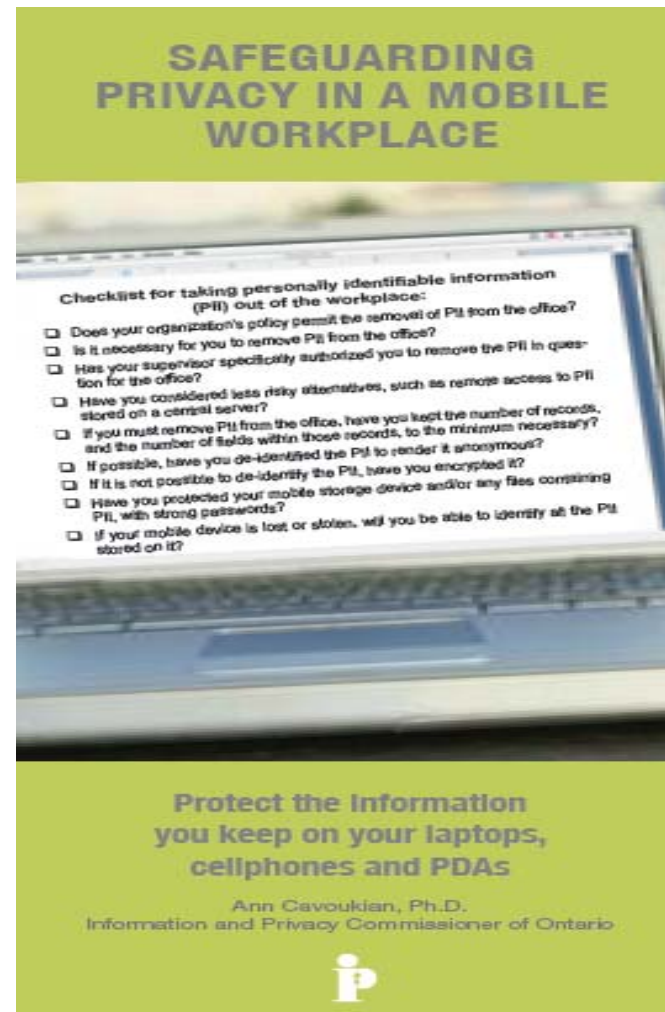 SAFEGUARDING
PRIVACY IN A MOBILE
WORKPLACE
Checklist for taking personally identifiable information
(PII) out of the workplace:
❑ Does your organization's policy permit the removal of PII from the office?
❑ Is it necessary for you to remove PII from the office?
❑ Has your supervisor specifically authorized you to remove the PII in ques-
tion for the office?
❑ Have you considered less risky alternatives, such as remote access to PII
stored on a central server?
❑ If you must remove PII from the office, have you kept the number of records,
and the number of fields within those records, to the minimum necessary?
❑ If possible, have you de-identified the PII to render it anonymous?
❑ If it is not possible to de-identify the PII, have you encrypted it?
❑ Have you protected your mobile storage device and/or any files containing
PII, with strong passwords?
❑ If your mobile device is lost or stolen, will you be able to identify all the PII
stored on it?
Protect the information
you keep on your laptops,
cellphones and PDAs
Ann Cavoukian, Ph.D.
Information and Privacy Commissioner of Ontario
ip